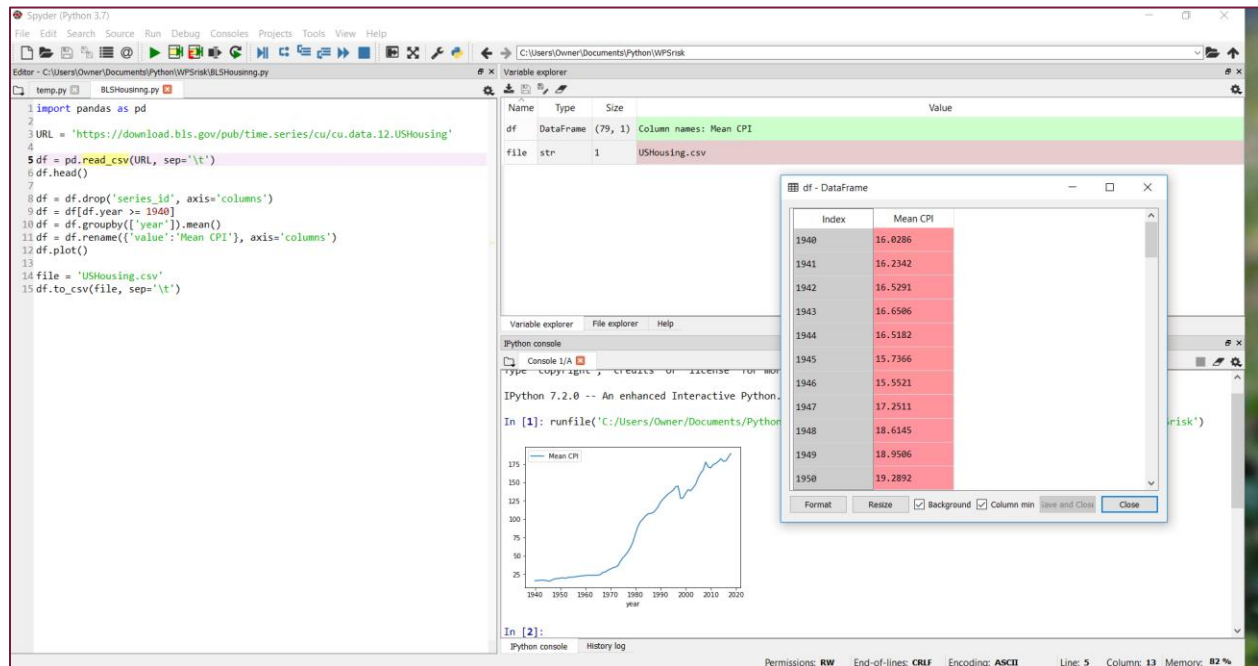 Spyder (Python 3.7)
File Edit Search Source Run Debug Consoles Projects Tools View Help
C:\Users\Owner\Documents\Python\WPSrisk
Editor - C:\Users\Owner\Documents\Python\WPSrisk\BLSHousinng.py
temp.py BLSHousinng.py
1 import pandas as pd
2
3 URL = 'https://download.bls.gov/pub/time.series/cu/cu.data.12.USHousing'
4
5 df = pd.read_csv(URL, sep='\t')
6 df.head()
7
8 df = df.drop('series_id', axis='columns')
9 df = df[df.year >= 1940]
10 df = df.groupby(['year']).mean()
11 df = df.rename({'value':'Mean CPI'}, axis='columns')
12 df.plot()
13
14 file = 'USHousing.csv'
15 df.to_csv(file, sep='\t')
Variable explorer
Name Type Size Value
df DataFrame (79, 1) Column names: Mean CPI
file str 1 USHousing.csv
Variable explorer File explorer Help
IPython console
Console 1/A
Type "copyright", "credits" or "license" for
IPython 7.2.0 -- An enhanced Interactive Python.
In [1]: runfile('C:/Users/Owner/Documents/Python
risk')
Mean CPI
175
150
125
100
75
50
25
1940 1950 1960 1970 1980 1990 2000 2010 2020
year
In [2]:
IPython console History log
df - DataFrame
Index Mean CPI
1940 16.0286
1941 16.2342
1942 16.5291
1943 16.6506
1944 16.5182
1945 15.7366
1946 15.5521
1947 17.2511
1948 18.6145
1949 18.9506
1950 19.2892
Format Resize Background Column min Save and Close Close
Permissions: RW End-of-lines: CRLF Encoding: ASCII Line: 5 Column: 13 Memory: 82 %